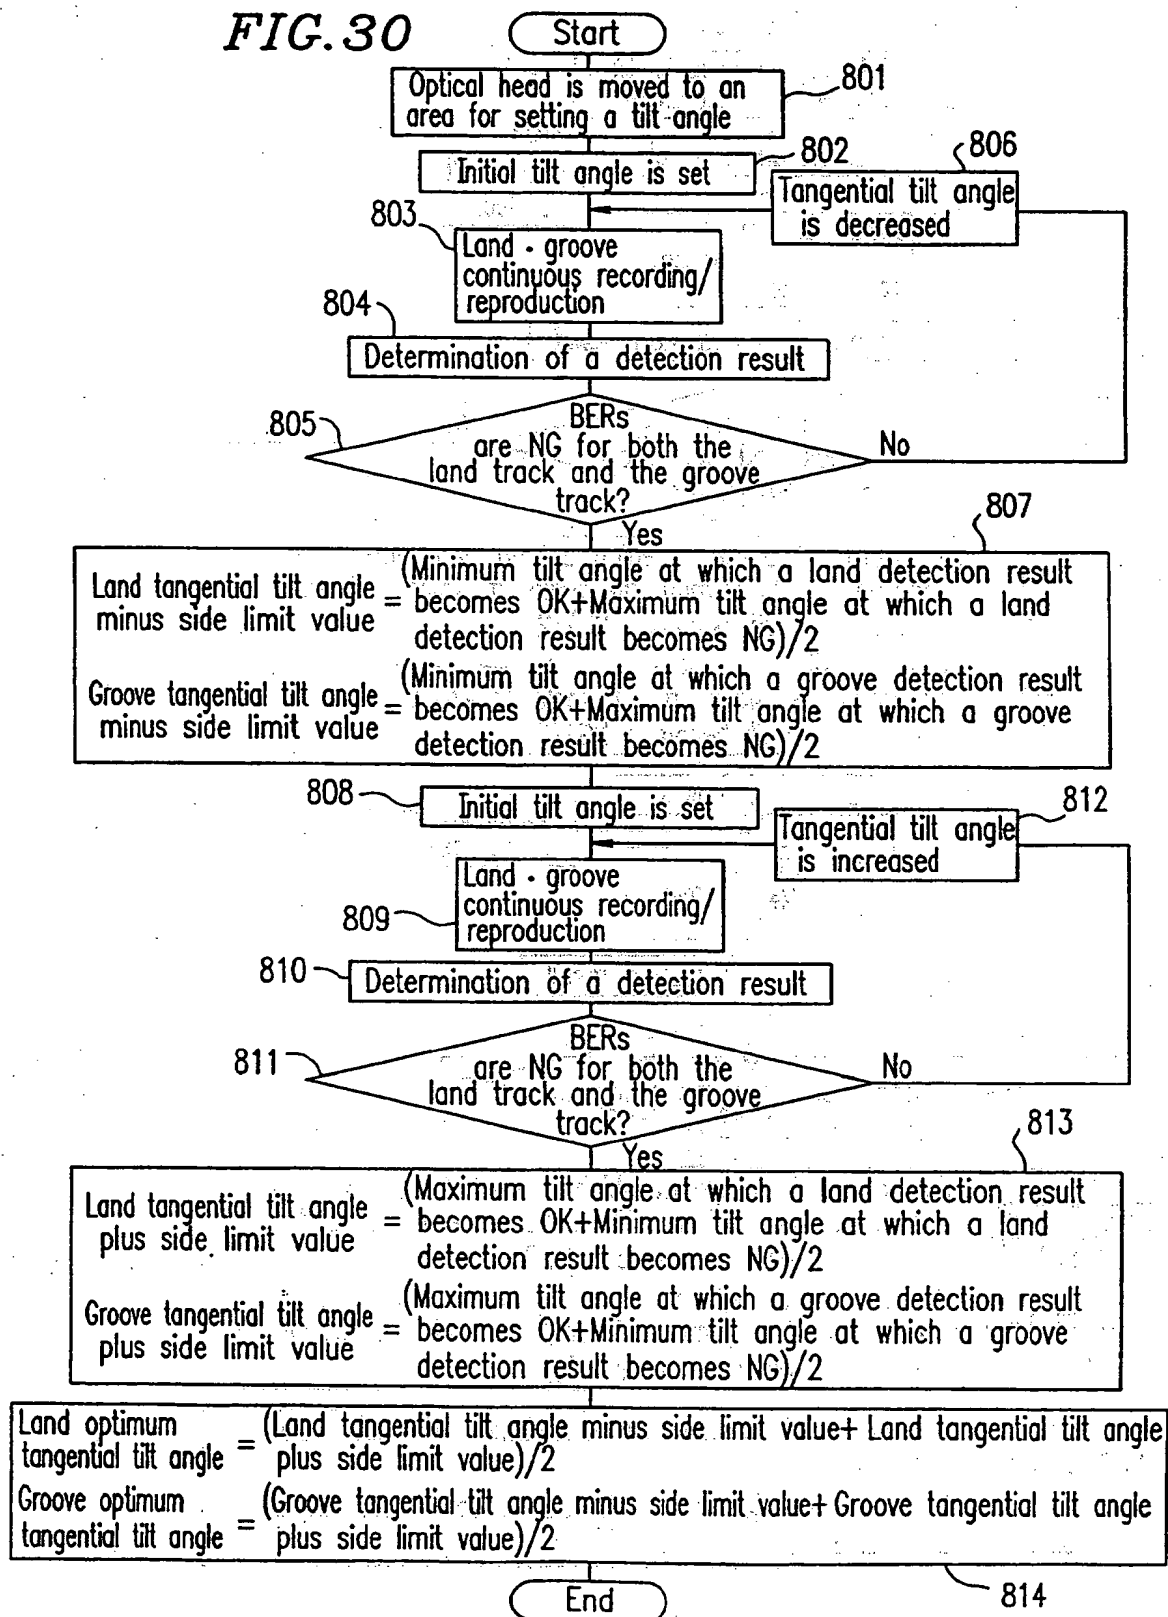 FIG.30
Start
Optical head is moved to an
area for setting a tilt angle
801
Initial tilt angle is set
802
806
Tangential tilt angle
is decreased
803
Land · groove
continuous recording/
reproduction
804
Determination of a detection result
805
BERs
are NG for both the
land track and the groove
track?
No
Yes
807
Land tangential tilt angle
minus side limit value
=
(Minimum tilt angle at which a land detection result
becomes OK+Maximum tilt angle at which a land
detection result becomes NG)/2
Groove tangential tilt angle
minus side limit value
=
(Minimum tilt angle at which a groove detection result
becomes OK+Maximum tilt angle at which a groove
detection result becomes NG)/2
808
Initial tilt angle is set
812
Tangential tilt angle
is increased
809
Land · groove
continuous recording/
reproduction
810
Determination of a detection result
811
BERs
are NG for both the
land track and the groove
track?
No
Yes
813
Land tangential tilt angle
plus side limit value
=
(Maximum tilt angle at which a land detection result
becomes OK+Minimum tilt angle at which a land
detection result becomes NG)/2
Groove tangential tilt angle
plus side limit value
=
(Maximum tilt angle at which a groove detection result
becomes OK+Minimum tilt angle at which a groove
detection result becomes NG)/2
Land optimum
tangential tilt angle
=
(Land tangential tilt angle minus side limit value+ Land tangential tilt angle
plus side limit value)/2
Groove optimum
tangential tilt angle
=
(Groove tangential tilt angle minus side limit value+ Groove tangential tilt angle
plus side limit value)/2
814
End